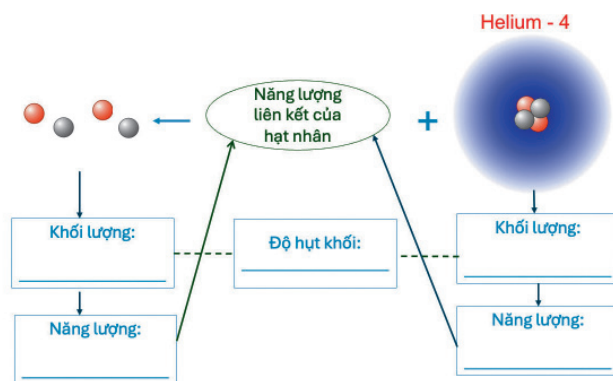 Helium - 4
Năng lượng
liên kết của
hạt nhân
+
Khối lượng:
Độ hụt khối:
Khối lượng:
Năng lượng:
Năng lượng: